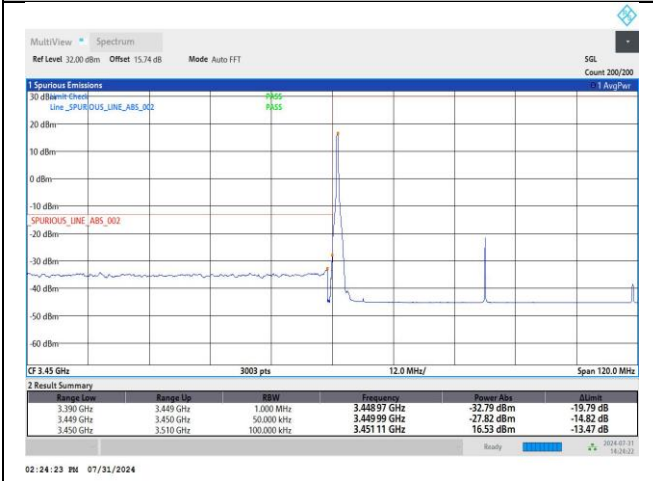 MultiView Spectrum
Ref Level 32.00 dBm Offset 15.74 dB Mode Auto FFT SGL
Count 200/200
1 Spurious Emissions 1 AvgPwr
30 dBm Limit Check PASS
Line _SPURIOUS_LINE_ABS_002 PASS
20 dBm
10 dBm
0 dBm
-10 dBm
_SPURIOUS_LINE_ABS_002
-20 dBm
-30 dBm
-40 dBm
-50 dBm
-60 dBm
CF 3.45 GHz 3003 pts 12.0 MHz/ Span 120.0 MHz
2 Result Summary
Range Low Range Up RBW Frequency Power Abs ΔLimit
3.390 GHz 3.449 GHz 1.000 MHz 3.448 97 GHz -32.79 dBm -19.79 dB
3.449 GHz 3.450 GHz 50.000 kHz 3.449 99 GHz -27.82 dBm -14.82 dB
3.450 GHz 3.510 GHz 100.000 kHz 3.451 11 GHz 16.53 dBm -13.47 dB
Ready 2024-07-31
14:24:22
02:24:23 PM 07/31/2024